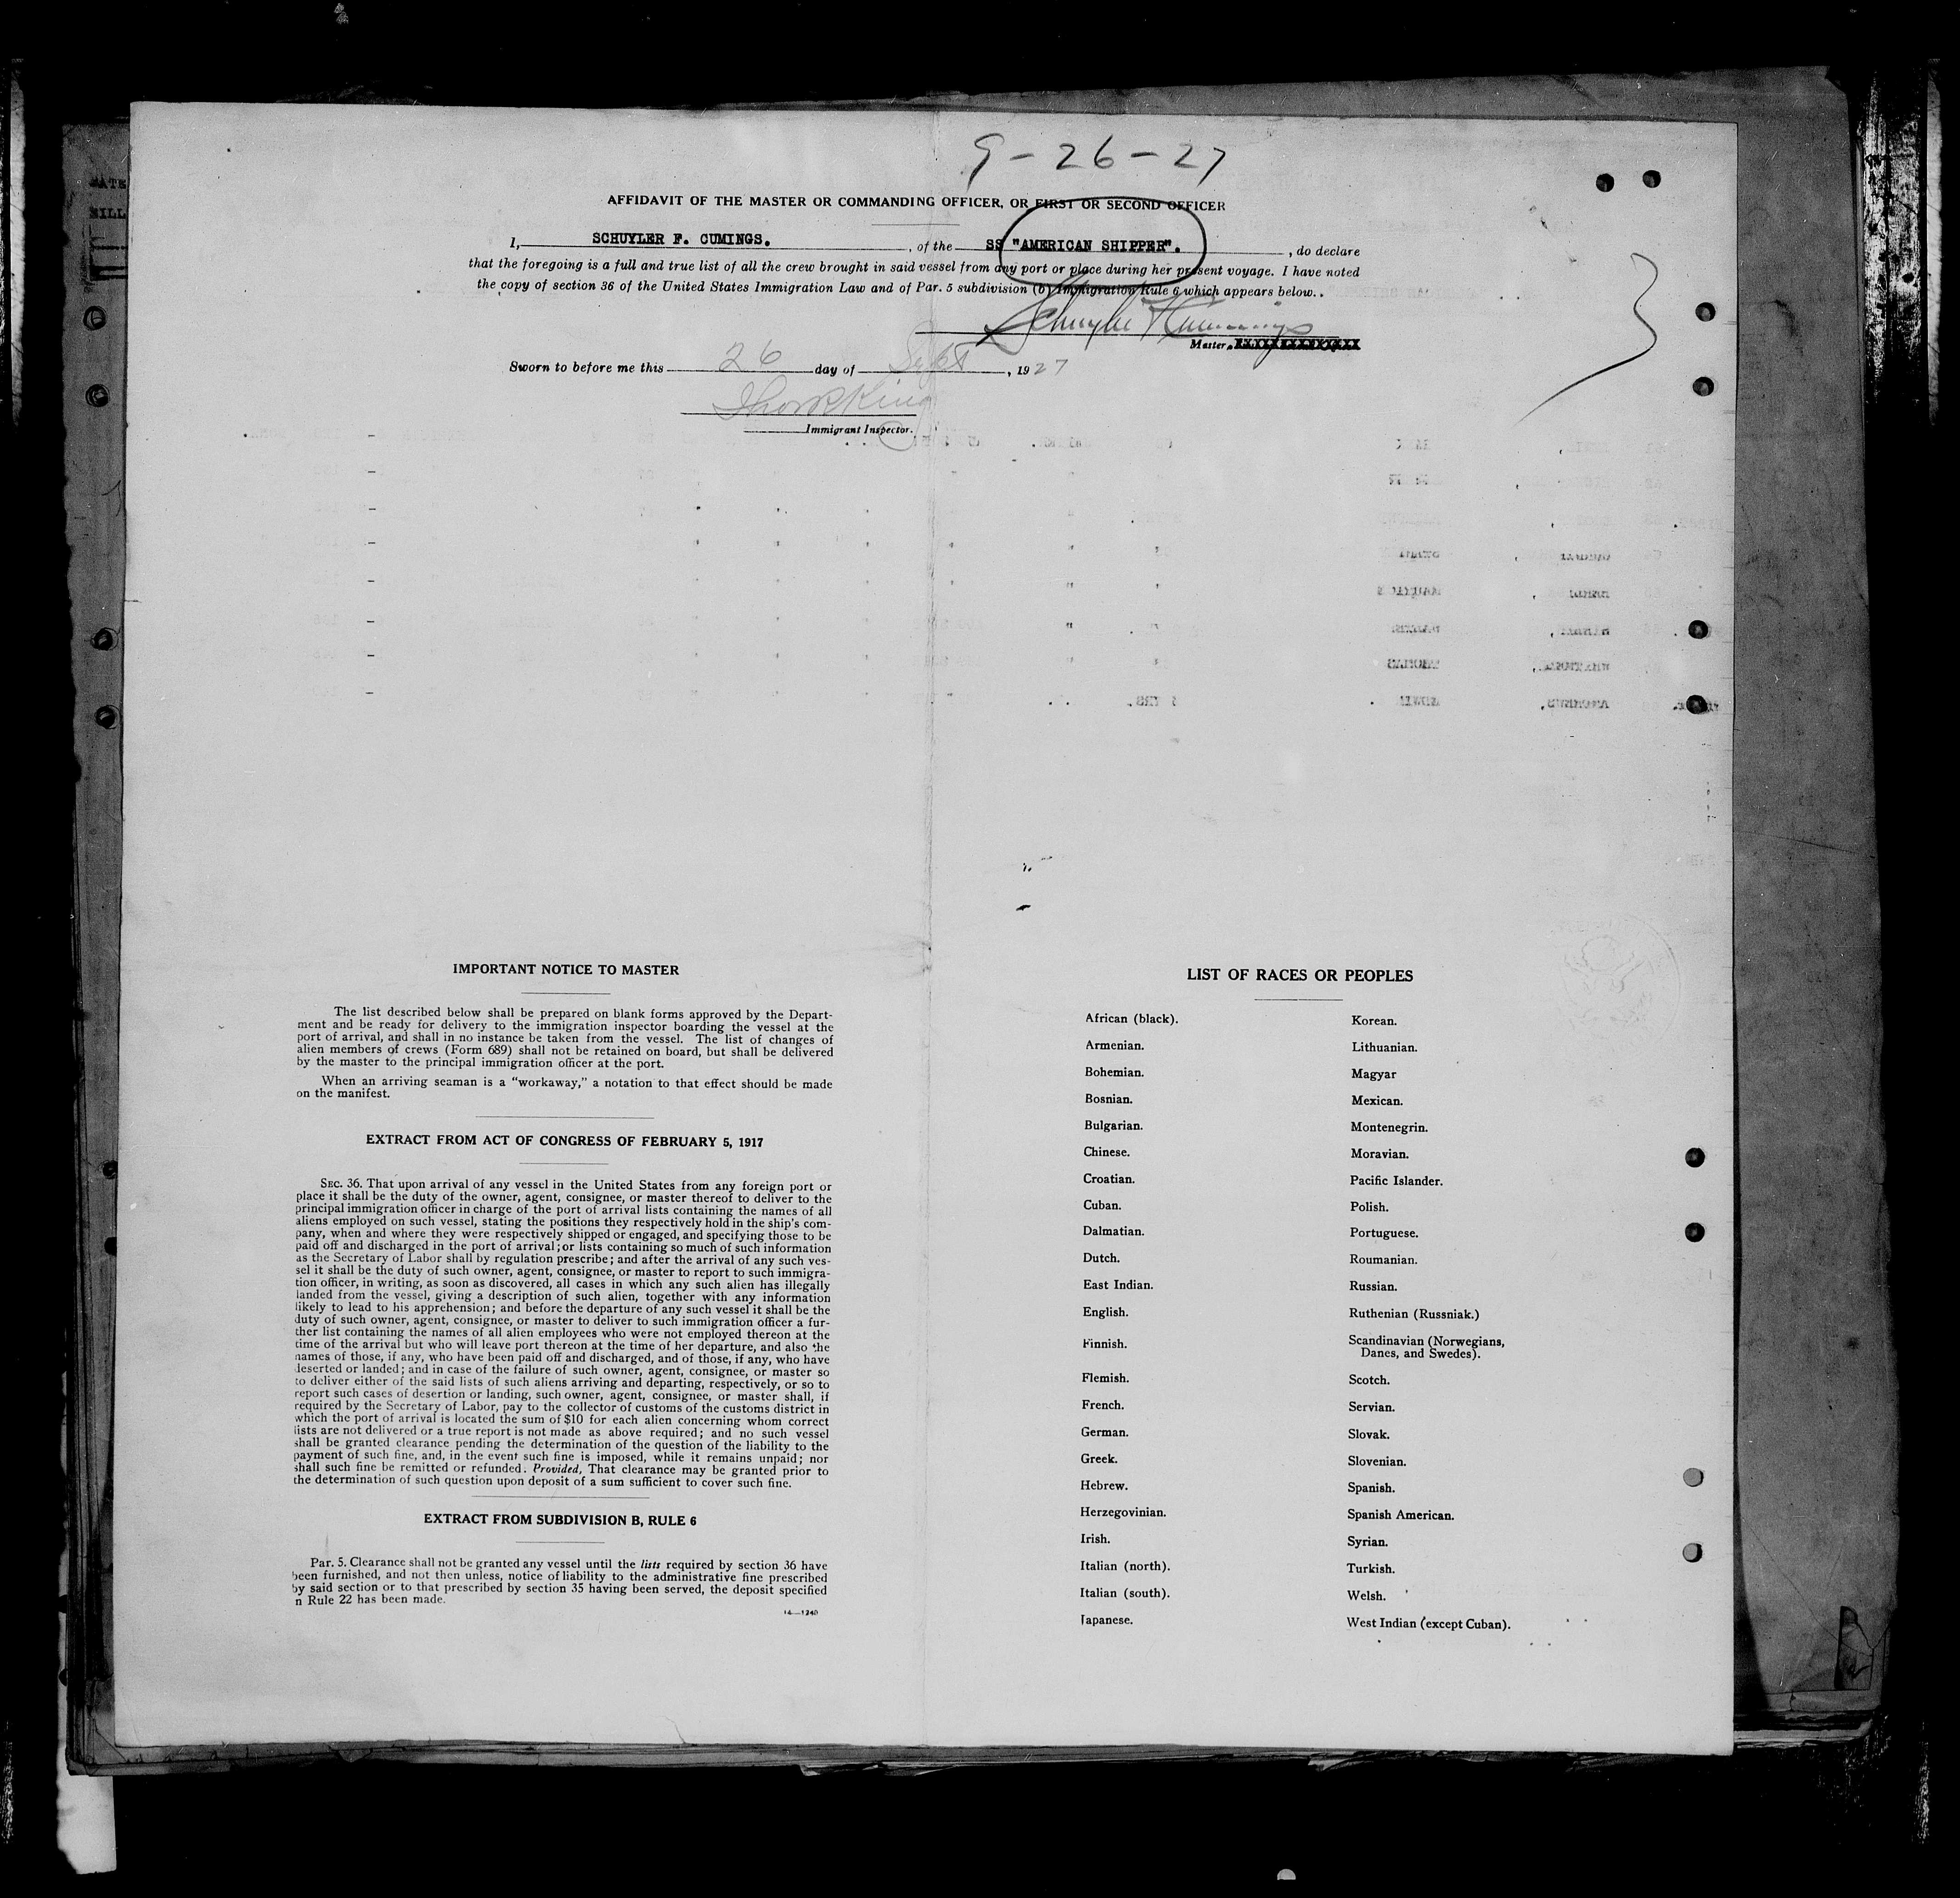 9-26-27
AFFIDAVIT OF THE MASTER OR COMMANDING OFFICER, OR FIRST OR SECOND OFFICER
I, SCHUYLER F. CUMINGS. , of the SS "AMERICAN SHIPPER". , do declare
that the foregoing is a full and true list of all the crew brought in said vessel from any port or place during her present voyage. I have noted
the copy of section 36 of the United States Immigration Law and of Par. 5 subdivision (b) Immigration Rule 6 which appears below..
Schuyler F Cumings
Master,
Sworn to before me this 26 day of Sept , 1927
Immigrant Inspector.
IMPORTANT NOTICE TO MASTER
The list described below shall be prepared on blank forms approved by the Depart-
ment and be ready for delivery to the immigration inspector boarding the vessel at the
port of arrival, and shall in no instance be taken from the vessel. The list of changes of
alien members of crews (Form 689) shall not be retained on board, but shall be delivered
by the master to the principal immigration officer at the port.
When an arriving seaman is a "workaway," a notation to that effect should be made
on the manifest.
EXTRACT FROM ACT OF CONGRESS OF FEBRUARY 5, 1917
SEC. 36. That upon arrival of any vessel in the United States from any foreign port or
place it shall be the duty of the owner, agent, consignee, or master thereof to deliver to the
principal immigration officer in charge of the port of arrival lists containing the names of all
aliens employed on such vessel, stating the positions they respectively hold in the ship's com-
pany, when and where they were respectively shipped or engaged, and specifying those to be
paid off and discharged in the port of arrival; or lists containing so much of such information
as the Secretary of Labor shall by regulation prescribe; and after the arrival of any such ves-
sel it shall be the duty of such owner, agent, consignee, or master to report to such immigra-
tion officer, in writing, as soon as discovered, all cases in which any such alien has illegally
landed from the vessel, giving a description of such alien, together with any information
likely to lead to his apprehension; and before the departure of any such vessel it shall be the
duty of such owner, agent, consignee, or master to deliver to such immigration officer a fur-
ther list containing the names of all alien employees who were not employed thereon at the
time of the arrival but who will leave port thereon at the time of her departure, and also the
names of those, if any, who have been paid off and discharged, and of those, if any, who have
deserted or landed; and in case of the failure of such owner, agent, consignee, or master so
to deliver either of the said lists of such aliens arriving and departing, respectively, or so to
report such cases of desertion or landing, such owner, agent, consignee, or master shall, if
required by the Secretary of Labor, pay to the collector of customs of the customs district in
which the port of arrival is located the sum of $10 for each alien concerning whom correct
lists are not delivered or a true report is not made as above required; and no such vessel
shall be granted clearance pending the determination of the question of the liability to the
payment of such fine, and, in the event such fine is imposed, while it remains unpaid; nor
shall such fine be remitted or refunded. Provided, That clearance may be granted prior to
the determination of such question upon deposit of a sum sufficient to cover such fine.
EXTRACT FROM SUBDIVISION B, RULE 6
Par. 5. Clearance shall not be granted any vessel until the lists required by section 36 have
been furnished, and not then unless, notice of liability to the administrative fine prescribed
by said section or to that prescribed by section 35 having been served, the deposit specified
n Rule 22 has been made.
14—1240
LIST OF RACES OR PEOPLES
African (black).
Armenian.
Bohemian.
Bosnian.
Bulgarian.
Chinese.
Croatian.
Cuban.
Dalmatian.
Dutch.
East Indian.
English.
Finnish.
Flemish.
French.
German.
Greek.
Hebrew.
Herzegovinian.
Irish.
Italian (north).
Italian (south).
Japanese.
Korean.
Lithuanian.
Magyar
Mexican.
Montenegrin.
Moravian.
Pacific Islander.
Polish.
Portuguese.
Roumanian.
Russian.
Ruthenian (Russniak.)
Scandinavian (Norwegians,
Danes, and Swedes).
Scotch.
Servian.
Slovak.
Slovenian.
Spanish.
Spanish American.
Syrian.
Turkish.
Welsh.
West Indian (except Cuban).